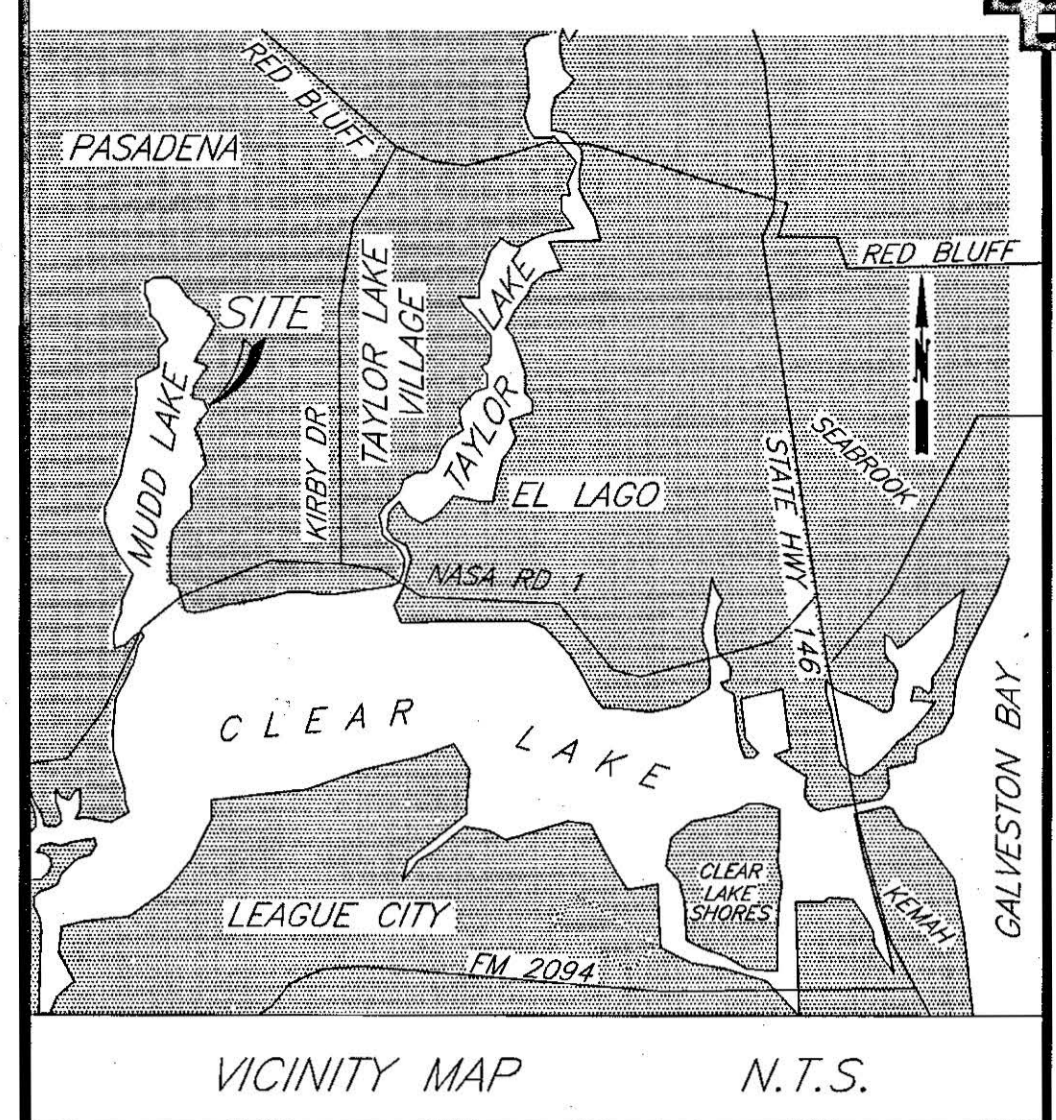 RED BLUFF
PASADENA
RED BLUFF
SITE
TAYLOR LAKE
VILLAGE
TAYLOR LAKE
MUDD LAKE
KIRBY DR
N
STATE HWY 146
SEABROOK
EL LAGO
NASA RD 1
CLEAR LAKE
GALVESTON BAY
CLEAR
LAKE
SHORES
KEMAH
LEAGUE CITY
FM 2094
VICINITY MAP N.T.S.